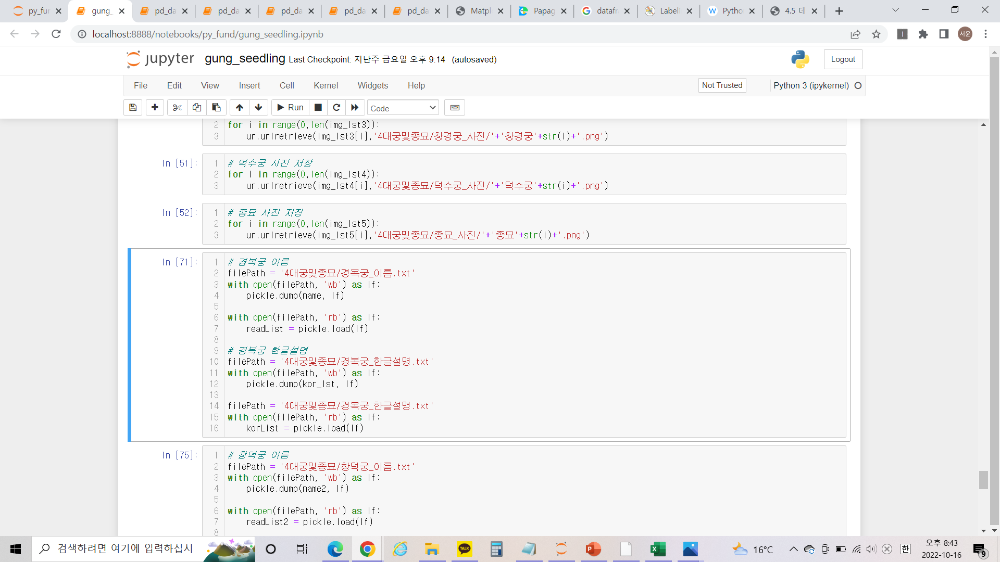 py_fur
gung_
pd_da
pd_da
pd_da
pd_da
pd_da
Matpl
Papag
datafr
Labeli
Pytho
4.5 데
localhost:8888/notebooks/py_fund/gung_seedling.ipynb
서윤
jupyter gung_seedling Last Checkpoint: 지난주 금요일 오후 9:14 (autosaved)
Logout
File Edit View Insert Cell Kernel Widgets Help
Not Trusted
Python 3 (ipykernel)
Run
Code
2 for i in range(0,len(img_lst3)):
3 ur.urlretrieve(img_lst3[i],'4대궁및종묘/창경궁_사진/'+'창경궁'+str(i)+'.png')
In [51]:
1 # 덕수궁 사진 저장
2 for i in range(0,len(img_lst4)):
3 ur.urlretrieve(img_lst4[i],'4대궁및종묘/덕수궁_사진/'+'덕수궁'+str(i)+'.png')
In [52]:
1 # 종묘 사진 저장
2 for i in range(0,len(img_lst5)):
3 ur.urlretrieve(img_lst5[i],'4대궁및종묘/종묘_사진/'+'종묘'+str(i)+'.png')
In [71]:
1 # 경복궁 이름
2 filePath = '4대궁및종묘/경복궁_이름.txt'
3 with open(filePath, 'wb') as lf:
4 pickle.dump(name, lf)
5
6 with open(filePath, 'rb') as lf:
7 readList = pickle.load(lf)
8
9 # 경복궁 한글설명
10 filePath = '4대궁및종묘/경복궁_한글설명.txt'
11 with open(filePath, 'wb') as lf:
12 pickle.dump(kor_lst, lf)
13
14 filePath = '4대궁및종묘/경복궁_한글설명.txt'
15 with open(filePath, 'rb') as lf:
16 korList = pickle.load(lf)
In [75]:
1 # 창덕궁 이름
2 filePath = '4대궁및종묘/창덕궁_이름.txt'
3 with open(filePath, 'wb') as lf:
4 pickle.dump(name2, lf)
5
6 with open(filePath, 'rb') as lf:
7 readList2 = pickle.load(lf)
8
검색하려면 여기에 입력하십시
TALK
16°C
한
오후 8:43
2022-10-16
9